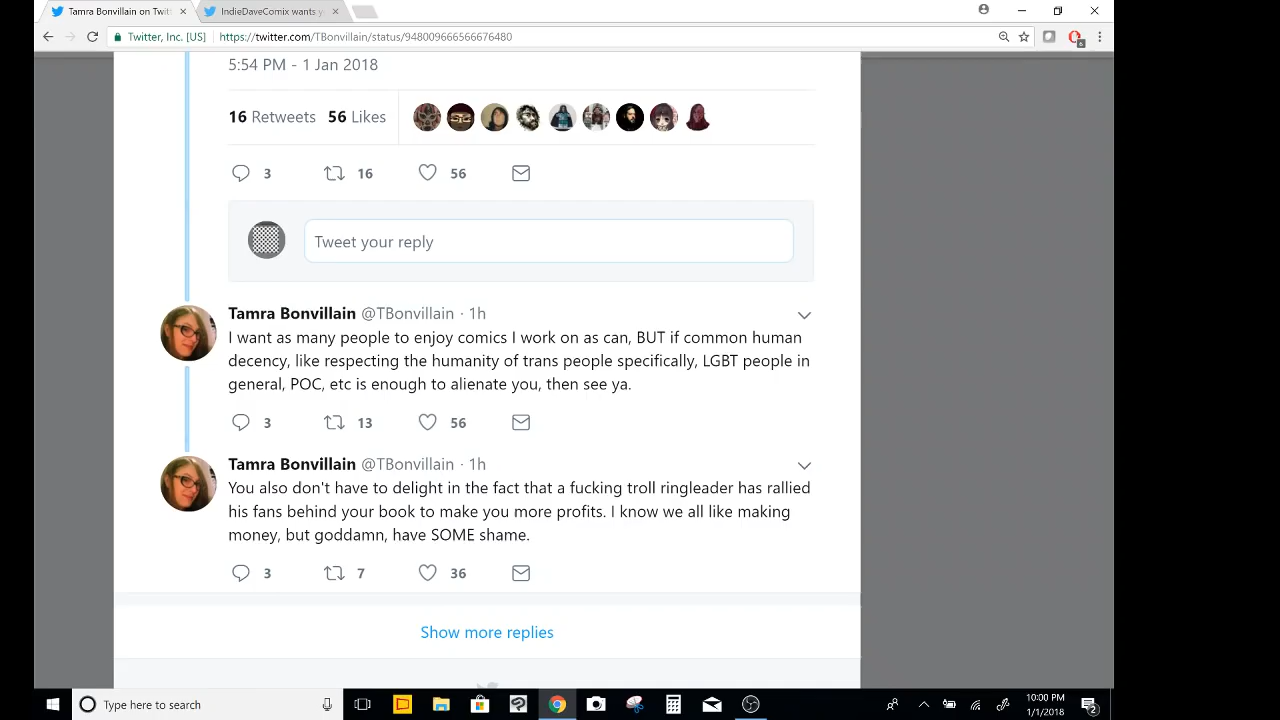 Tamra Bonvillain on Twitt
IndieDaveComix wants yo
Twitter, Inc. [US]
https://twitter.com/TBonvillain/status/948009666566676480
5:54 PM - 1 Jan 2018
16 Retweets 56 Likes
3 16 56
Tweet your reply
Tamra Bonvillain @TBonvillain · 1h
I want as many people to enjoy comics I work on as can, BUT if common human
decency, like respecting the humanity of trans people specifically, LGBT people in
general, POC, etc is enough to alienate you, then see ya.
3 13 56
Tamra Bonvillain @TBonvillain · 1h
You also don't have to delight in the fact that a fucking troll ringleader has rallied
his fans behind your book to make you more profits. I know we all like making
money, but goddamn, have SOME shame.
3 7 36
Show more replies
Type here to search
10:00 PM
1/1/2018
2